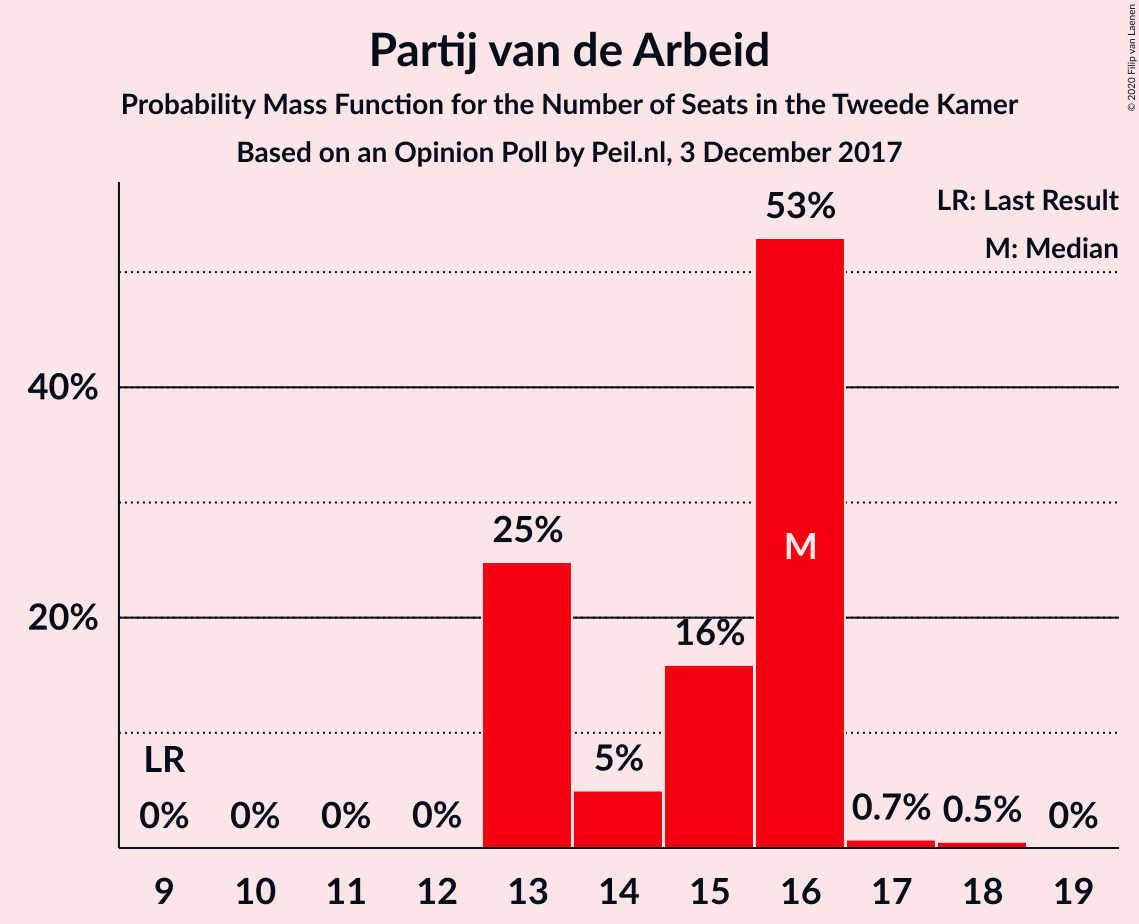 Partij van de Arbeid
Probability Mass Function for the Number of Seats in the Tweede Kamer
Based on an Opinion Poll by Peil.nl, 3 December 2017
© 2020 Filip van Laenen
LR: Last Result
M: Median
53%
40%
25%
M
20%
16%
LR
5%
0% 0% 0% 0% 0.7% 0.5% 0%
9 10 11 12 13 14 15 16 17 18 19